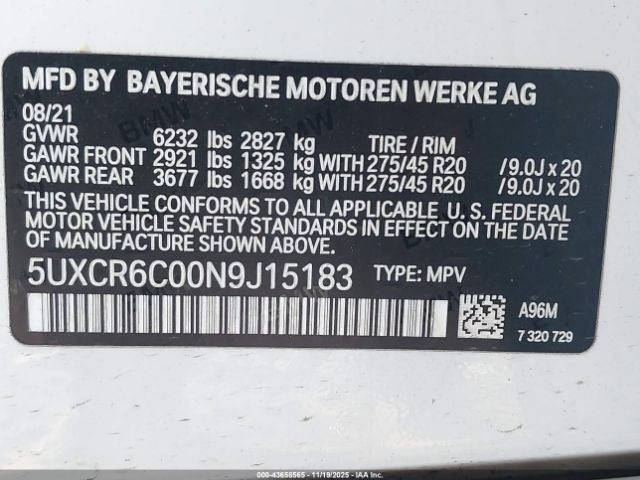 MFD BY BAYERISCHE MOTOREN WERKE AG
08/21
GVWR 6232 lbs 2827 kg TIRE / RIM
GAWR FRONT 2921 lbs 1325 kg WITH 275/45 R20 / 9.0J x 20
GAWR REAR 3677 lbs 1668 kg WITH 275/45 R20 / 9.0J x 20
THIS VEHICLE CONFORMS TO ALL APPLICABLE U. S. FEDERAL
MOTOR VEHICLE SAFETY STANDARDS IN EFFECT ON THE DATE OF
MANUFACTURE SHOWN ABOVE.
5UXCR6C00N9J15183 TYPE: MPV
A96M
7 320 729
© IAAI - 000-43658565 - 11/19/2025 - Copart